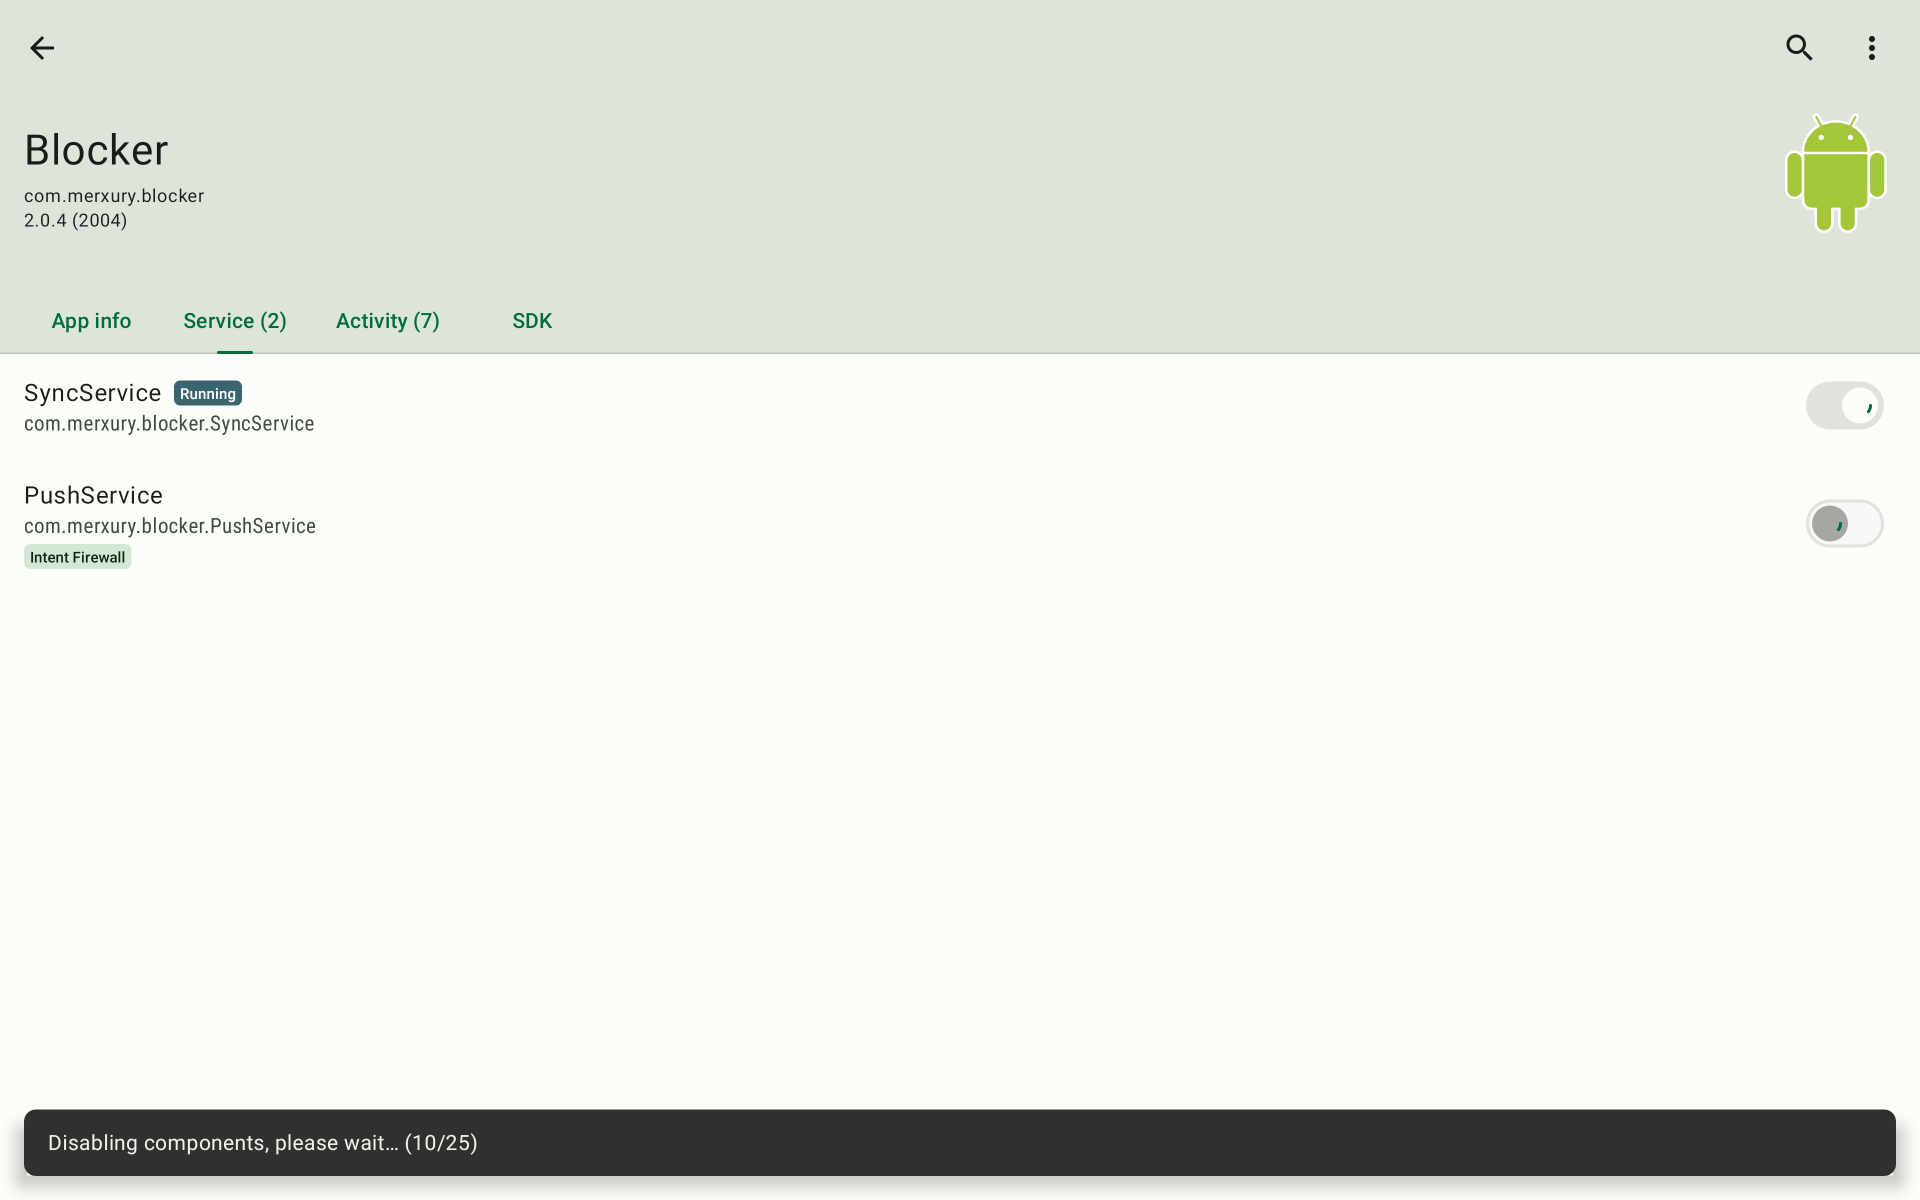 Blocker
com.merxury.blocker
2.0.4 (2004)
App info
Service (2)
Activity (7)
SDK
SyncService
Running
com.merxury.blocker.SyncService
PushService
com.merxury.blocker.PushService
Intent Firewall
Disabling components, please wait… (10/25)